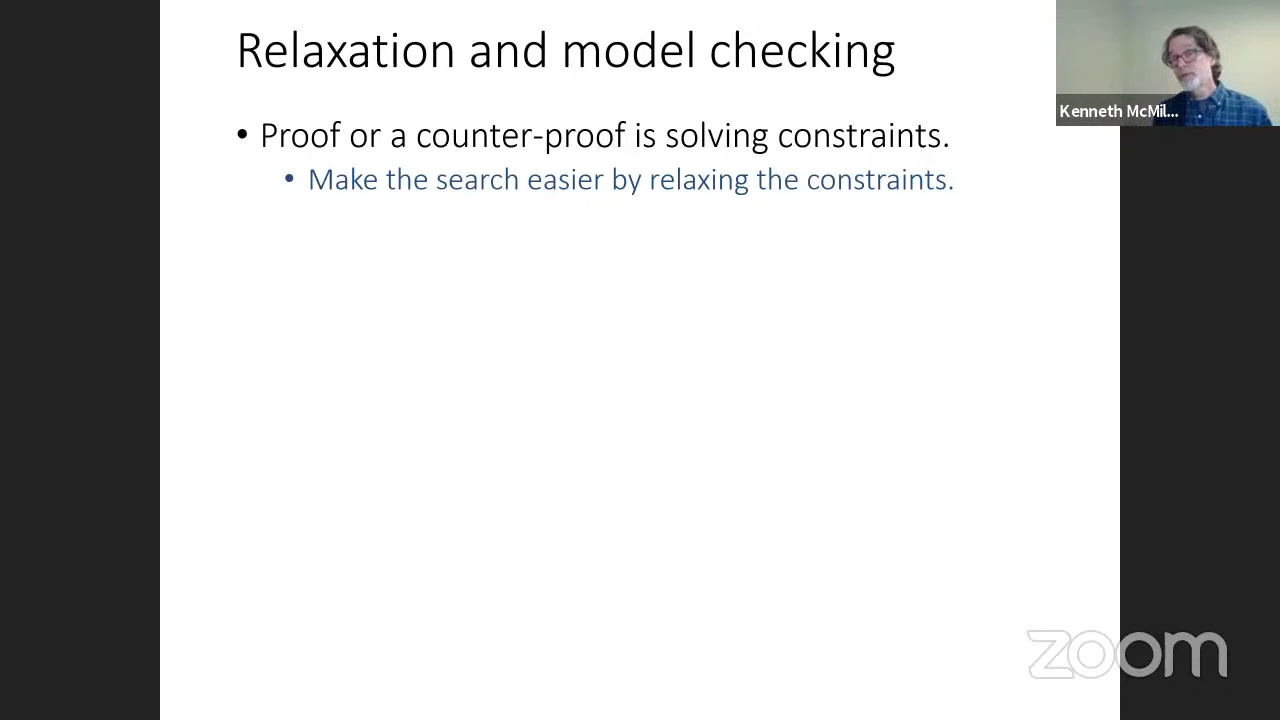 Relaxation and model checking
• Proof or a counter-proof is solving constraints.
• Make the search easier by relaxing the constraints.
Kenneth McMil...
zoom